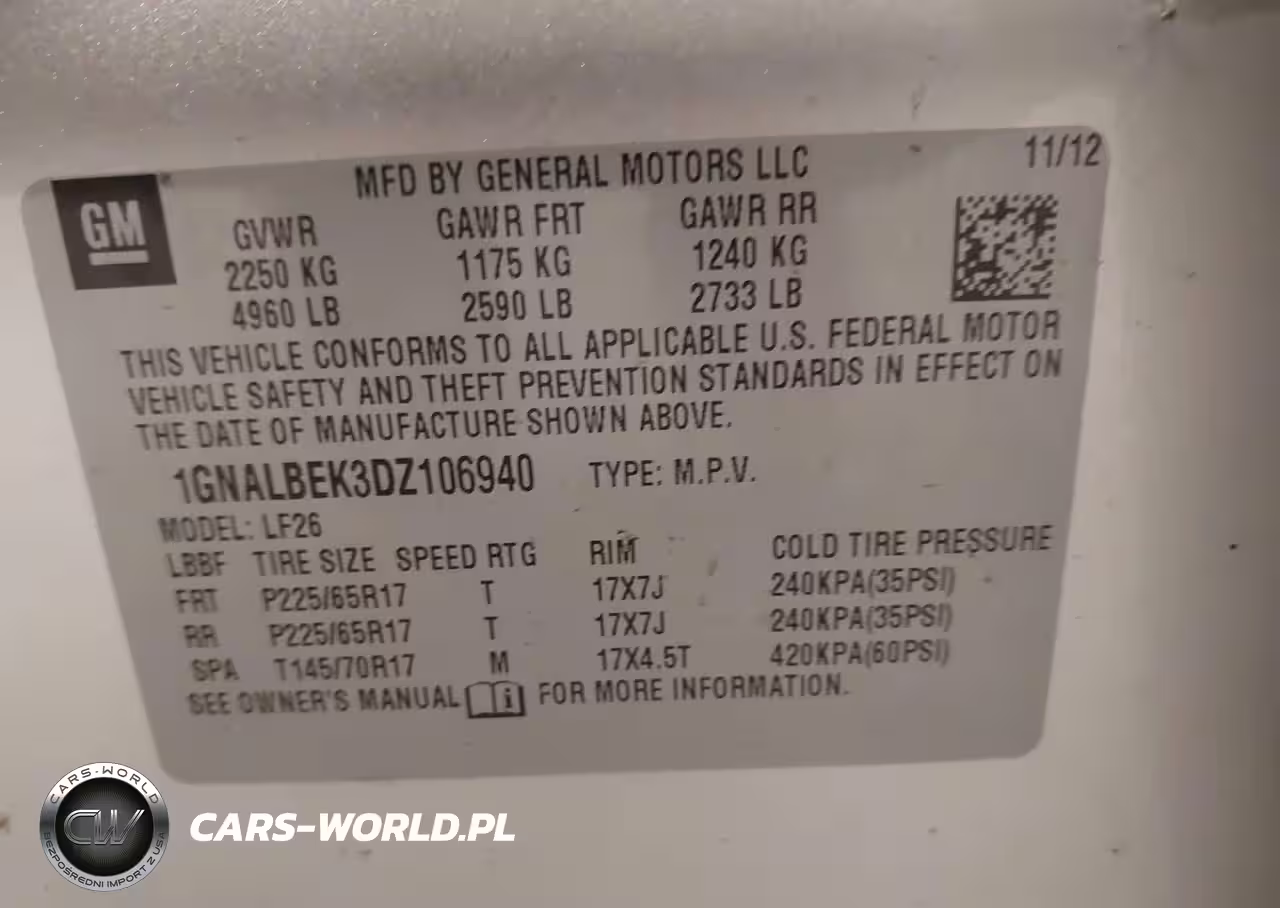 MFD BY GENERAL MOTORS LLC 11/12
GM
GVWR GAWR FRT GAWR RR
2250 KG 1175 KG 1240 KG
4960 LB 2590 LB 2733 LB
THIS VEHICLE CONFORMS TO ALL APPLICABLE U.S. FEDERAL MOTOR
VEHICLE SAFETY AND THEFT PREVENTION STANDARDS IN EFFECT ON
THE DATE OF MANUFACTURE SHOWN ABOVE.
1GNALBEK3DZ106940 TYPE: M.P.V.
MODEL: LF26
LBBF TIRE SIZE SPEED RTG RIM COLD TIRE PRESSURE
FRT P225/65R17 T 17X7J 240KPA(35PSI)
RR P225/65R17 T 17X7J 240KPA(35PSI)
SPA T145/70R17 M 17X4.5T 420KPA(60PSI)
SEE OWNER'S MANUAL FOR MORE INFORMATION.
CARS-WORLD
CW
BEZPOŚREDNI IMPORT Z USA
CARS-WORLD.PL